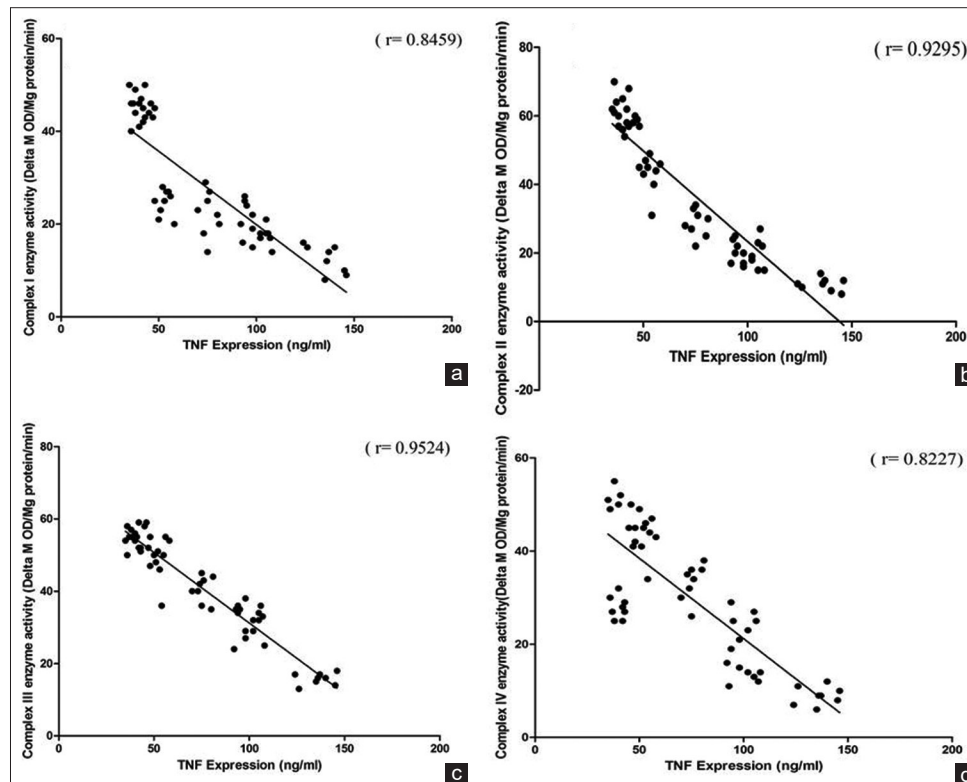 ( r= 0.8459)
Complex I enzyme activity (Delta M OD/Mg protein/min)
60
40
20
0
0
50
100
150
200
TNF Expression (ng/ml)
a
( r= 0.9295)
Complex II enzyme activity (Delta M OD/Mg protein/min)
80
60
40
20
0
-20
50
100
150
200
TNF Expression (ng/ml)
b
( r= 0.9524)
Complex III enzyme activity (Delta M OD/Mg protein/min)
80
60
40
20
0
0
50
100
150
200
TNF Expression (ng/ml)
c
( r= 0.8227)
Complex IV enzyme activity(Delta M OD/Mg protein/min)
60
40
20
0
0
50
100
150
200
TNF Expression (ng/ml)
d